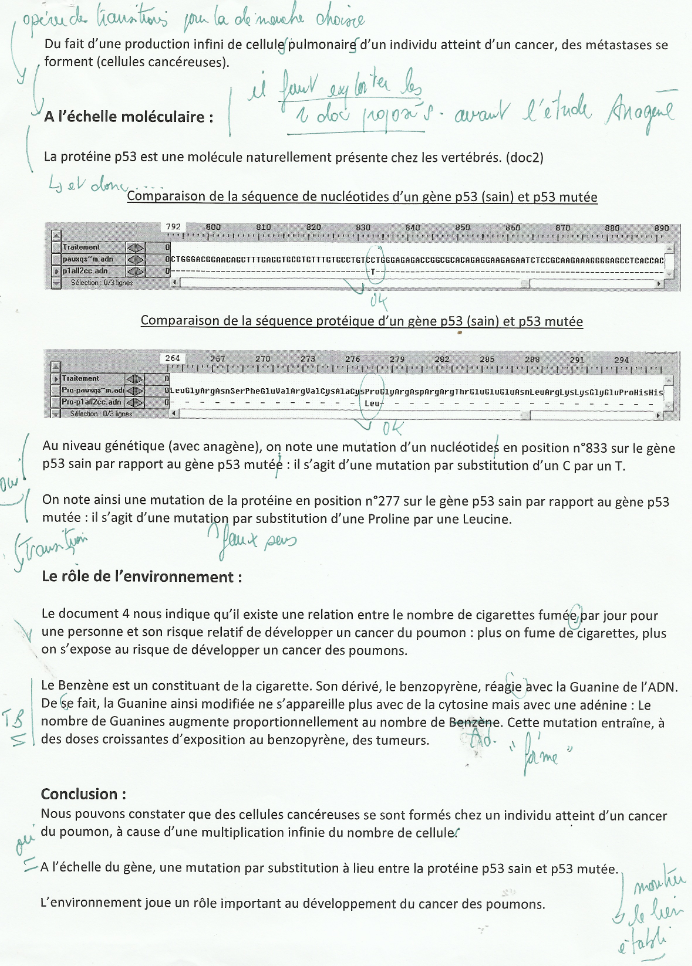 opérer des transitions pour la démarche choisie
Du fait d'une production infini de cellule pulmonaires d'un individu atteint d'un cancer, des métastases se
forment (cellules cancéreuses).
il faut exploiter les
2 doc proposés. avant l'étude Anagène
A l'échelle moléculaire :
La protéine p53 est une molécule naturellement présente chez les vertébrés. (doc2)
↳ et donc.....
Comparaison de la séquence de nucléotides d'un gène p53 (sain) et p53 mutée
792 800 810 820 830 840 850 860 870 880 890
Traitement 0
pauxqs~m.adn 0CTGGGACGGAACAGCTTTGAGGTGCGTGTTTGTGCCTGTCCTGGGAGAGACCGGCGCACAGAGGAAGAGAATCTCCGCAAGAAAGGGGAGCCTCACCAC
p1all2cc.adn 0 T
Sélection : 0/3 lignes
OK
Comparaison de la séquence protéique d'un gène p53 (sain) et p53 mutée
264 267 270 273 276 279 282 285 288 291 294
Traitement 0
Pro-pauxqs~m.adn 0LeuGlyArgAsnSerPheGluValArgValCysAlaCysProGlyArgAspArgArgThrGluGluGluAsnLeuArgLysLysGlyGluProHisHis
Pro-p1all2cc.adn 0 Leu
Sélection : 0/3 lignes
OK
Au niveau génétique (avec anagène), on note une mutation d'un nucléotides en position n°833 sur le gène
p53 sain par rapport au gène p53 mutée : il s'agit d'une mutation par substitution d'un C par un T.
oui
On note ainsi une mutation de la protéine en position n°277 sur le gène p53 sain par rapport au gène p53
mutée : il s'agit d'une mutation par substitution d'une Proline par une Leucine.
transition
faux sens
Le rôle de l'environnement :
Le document 4 nous indique qu'il existe une relation entre le nombre de cigarettes fumée par jour pour
une personne et son risque relatif de développer un cancer du poumon : plus on fume de cigarettes, plus
on s'expose au risque de développer un cancer des poumons.
Le Benzène est un constituant de la cigarette. Son dérivé, le benzopyrène, réagie avec la Guanine de l'ADN.
De se fait, la Guanine ainsi modifiée ne s'appareille plus avec de la cytosine mais avec une adénine : Le
TB
nombre de Guanines augmente proportionnellement au nombre de Benzène. Cette mutation entraîne, à
des doses croissantes d'exposition au benzopyrène, des tumeurs.
Conclusion :
Nous pouvons constater que des cellules cancéreuses se sont formés chez un individu atteint d'un cancer
du poumon, à cause d'une multiplication infinie du nombre de cellule
oui
A l'échelle du gène, une mutation par substitution à lieu entre la protéine p53 sain et p53 mutée.
L'environnement joue un rôle important au développement du cancer des poumons.
montrer
le lien
établi